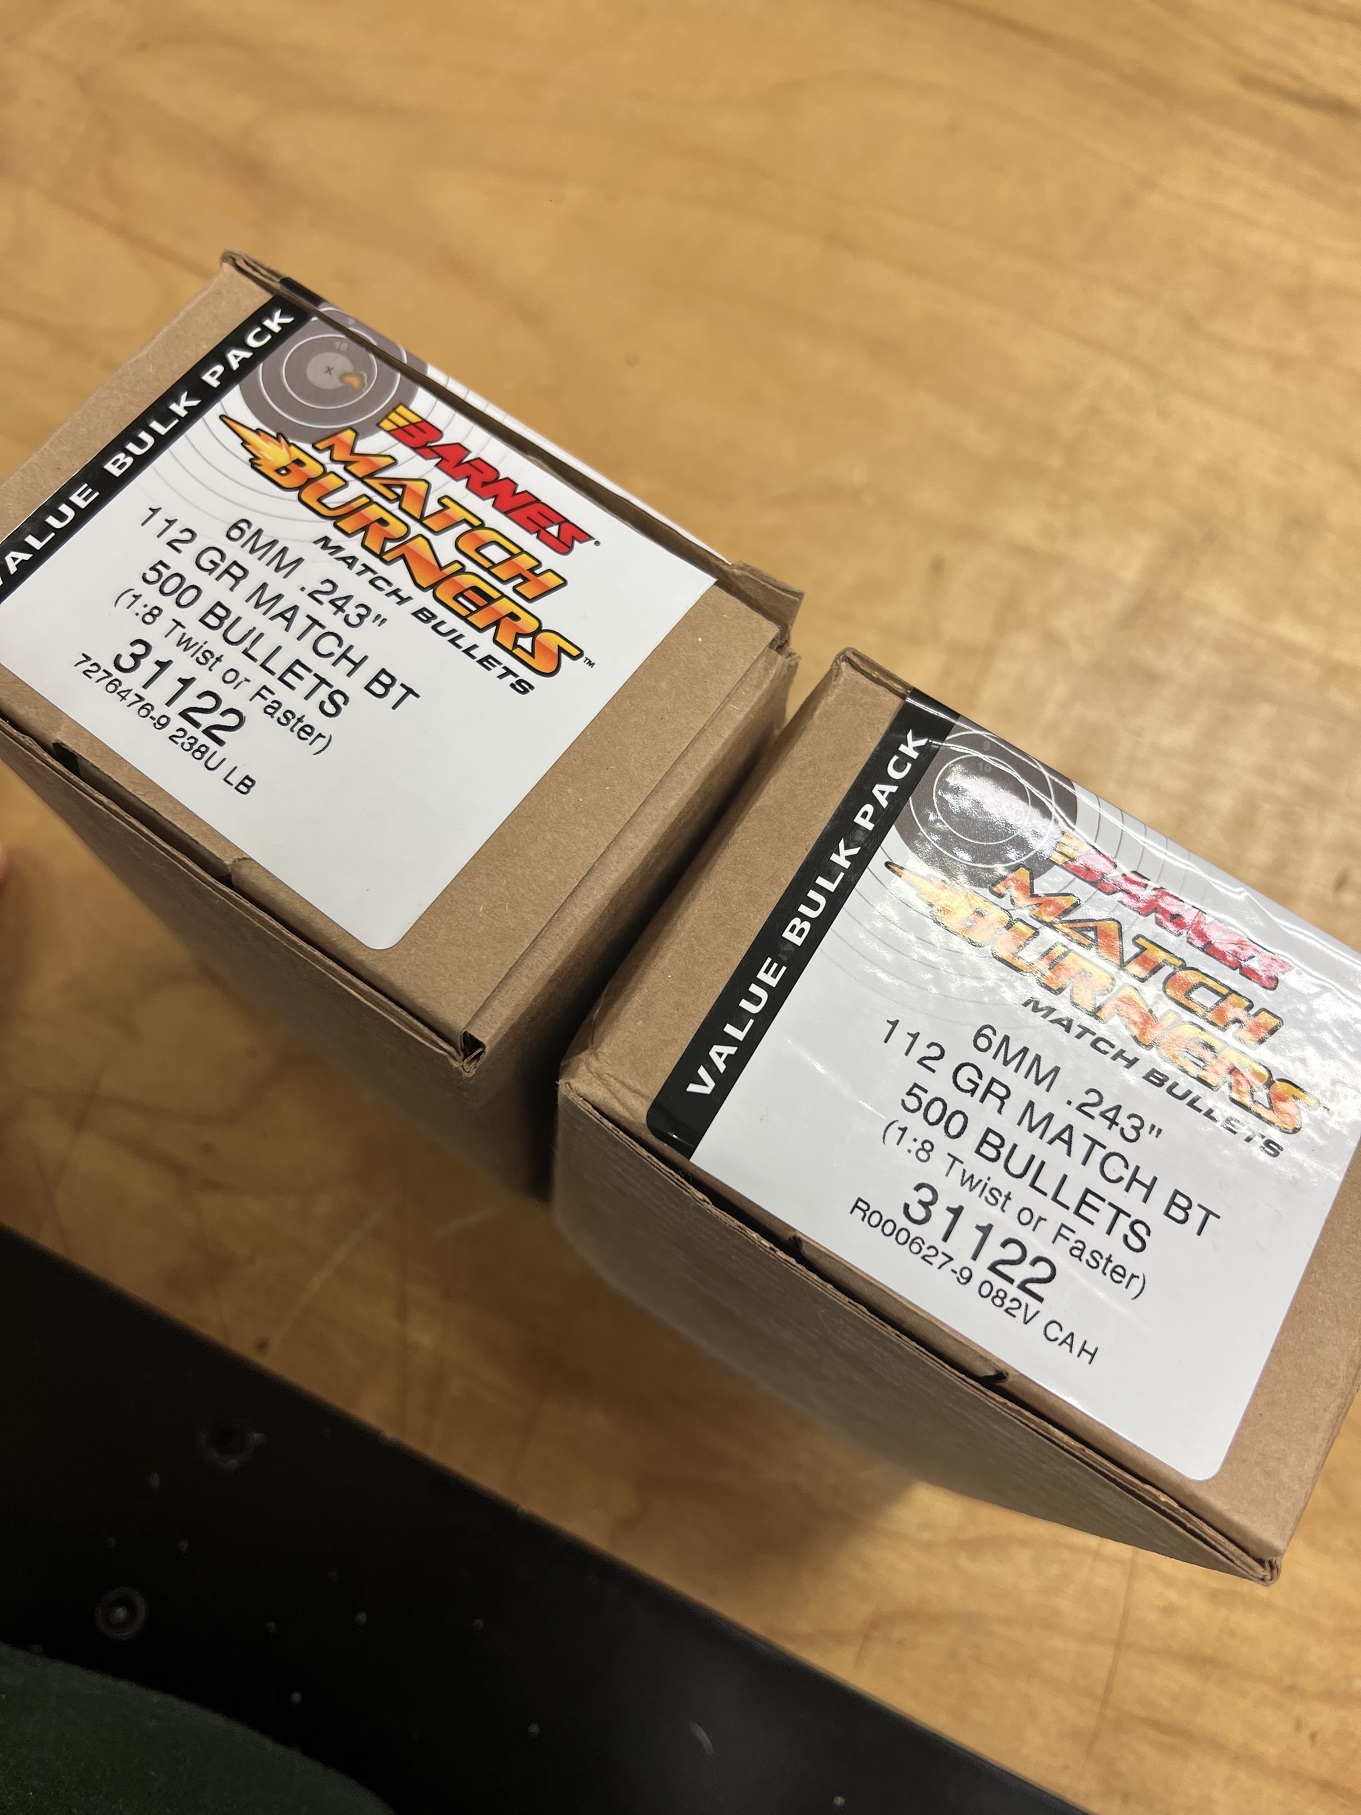 VALUE BULK PACK
BARNES®
MATCH
BURNERS™
MATCH BULLETS
6MM .243"
112 GR MATCH BT
500 BULLETS
(1:8 Twist or Faster)
31122
7276476-9 238U LB
VALUE BULK PACK
BARNES
MATCH
BURNERS™
MATCH BULLETS
6MM .243"
112 GR MATCH BT
500 BULLETS
(1:8 Twist or Faster)
31122
R000627-9 082V CAH